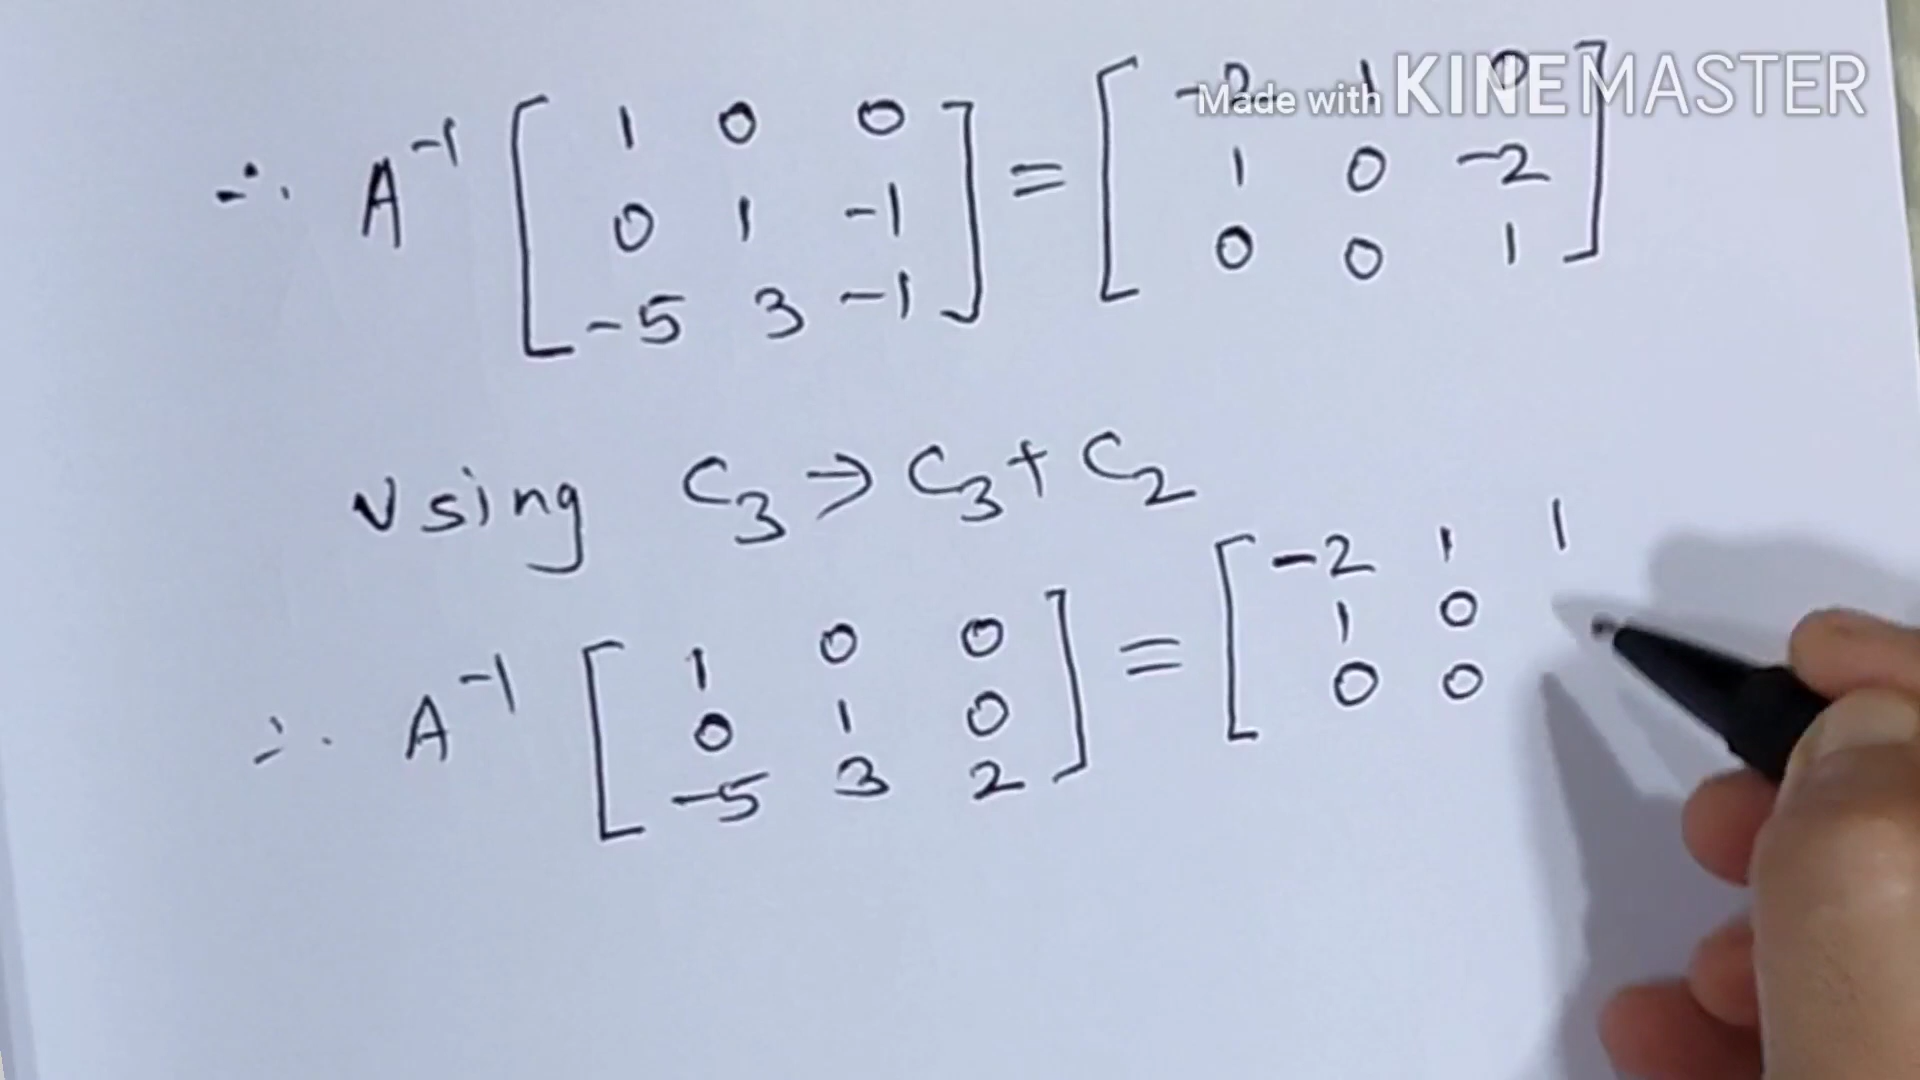 Made with KINEMASTER
-2 1 0
∴ A⁻¹ [ 1 0 0 = [ 1 0 -2 ]
0 1 -1 0 0 1
-5 3 -1 ]
Using C₃ → C₃ + C₂
-2 1 1
∴ A⁻¹ [ 1 0 0 ] = [ 1 0
0 1 0 0 0
-5 3 2